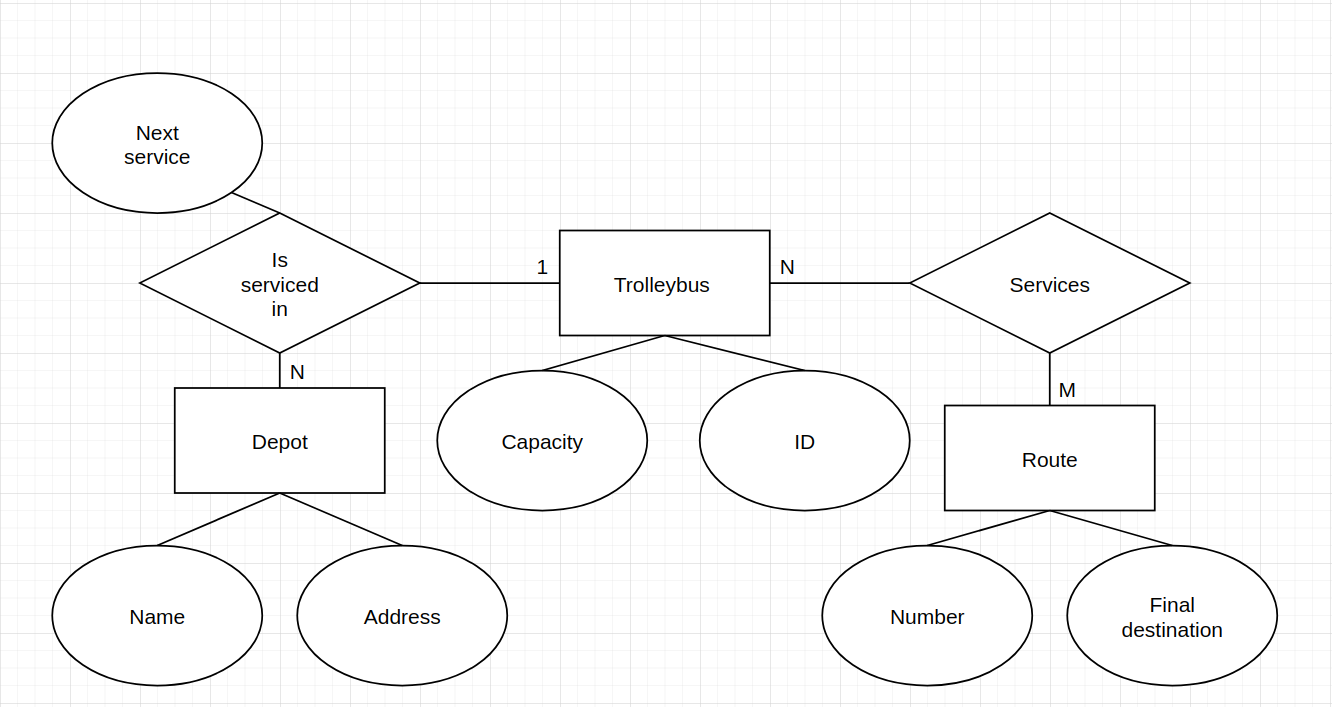 Next
service
Is
serviced
in
1
Trolleybus
N
Services
N
M
Depot
Capacity
ID
Route
Name
Address
Number
Final
destination